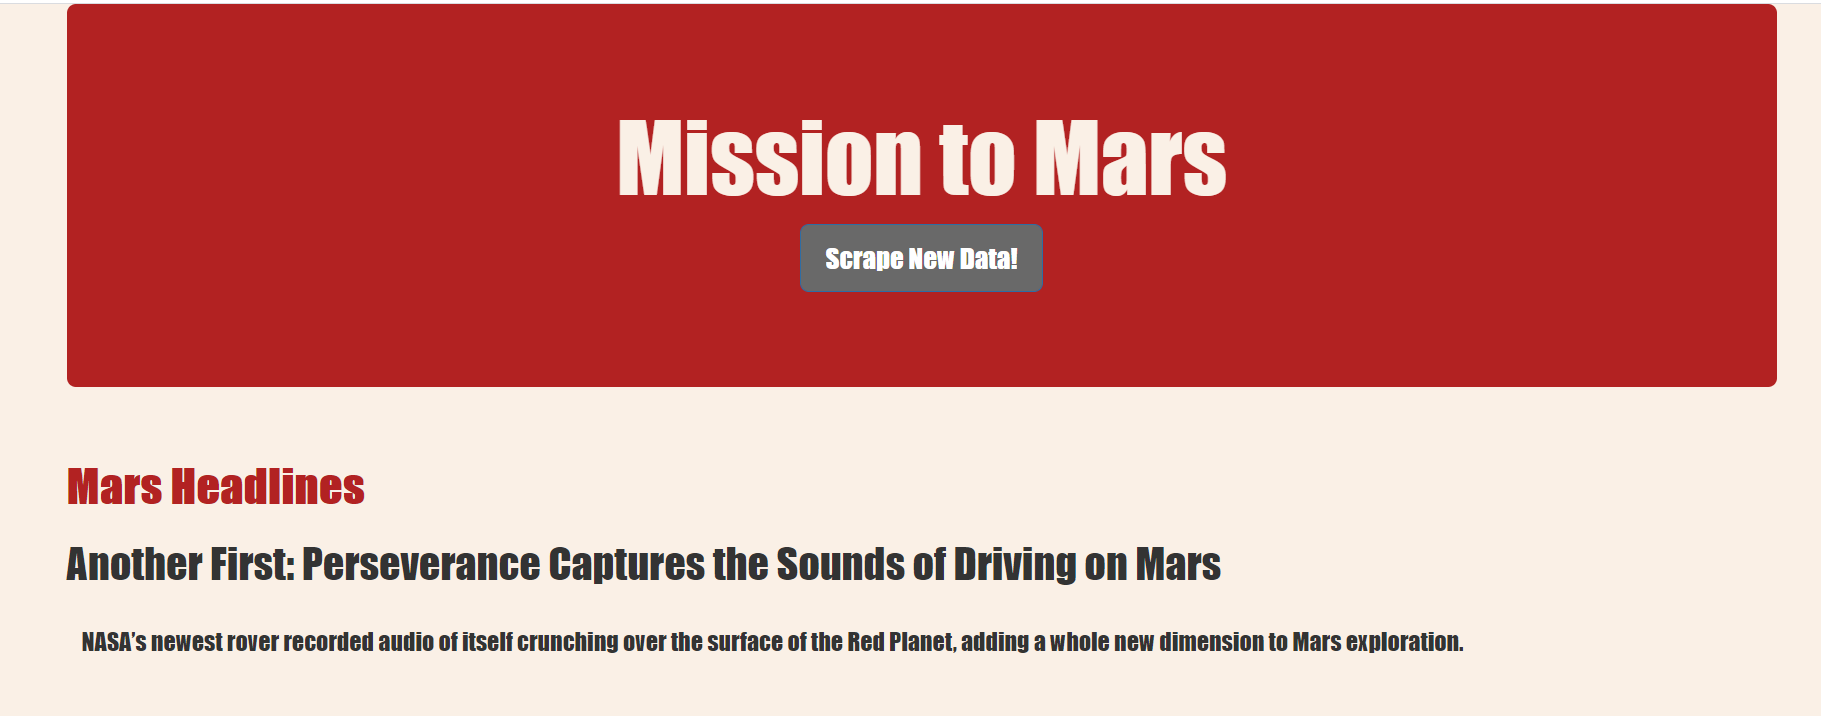 Mission to Mars
Scrape New Data!
Mars Headlines
Another First: Perseverance Captures the Sounds of Driving on Mars
NASA’s newest rover recorded audio of itself crunching over the surface of the Red Planet, adding a whole new dimension to Mars exploration.